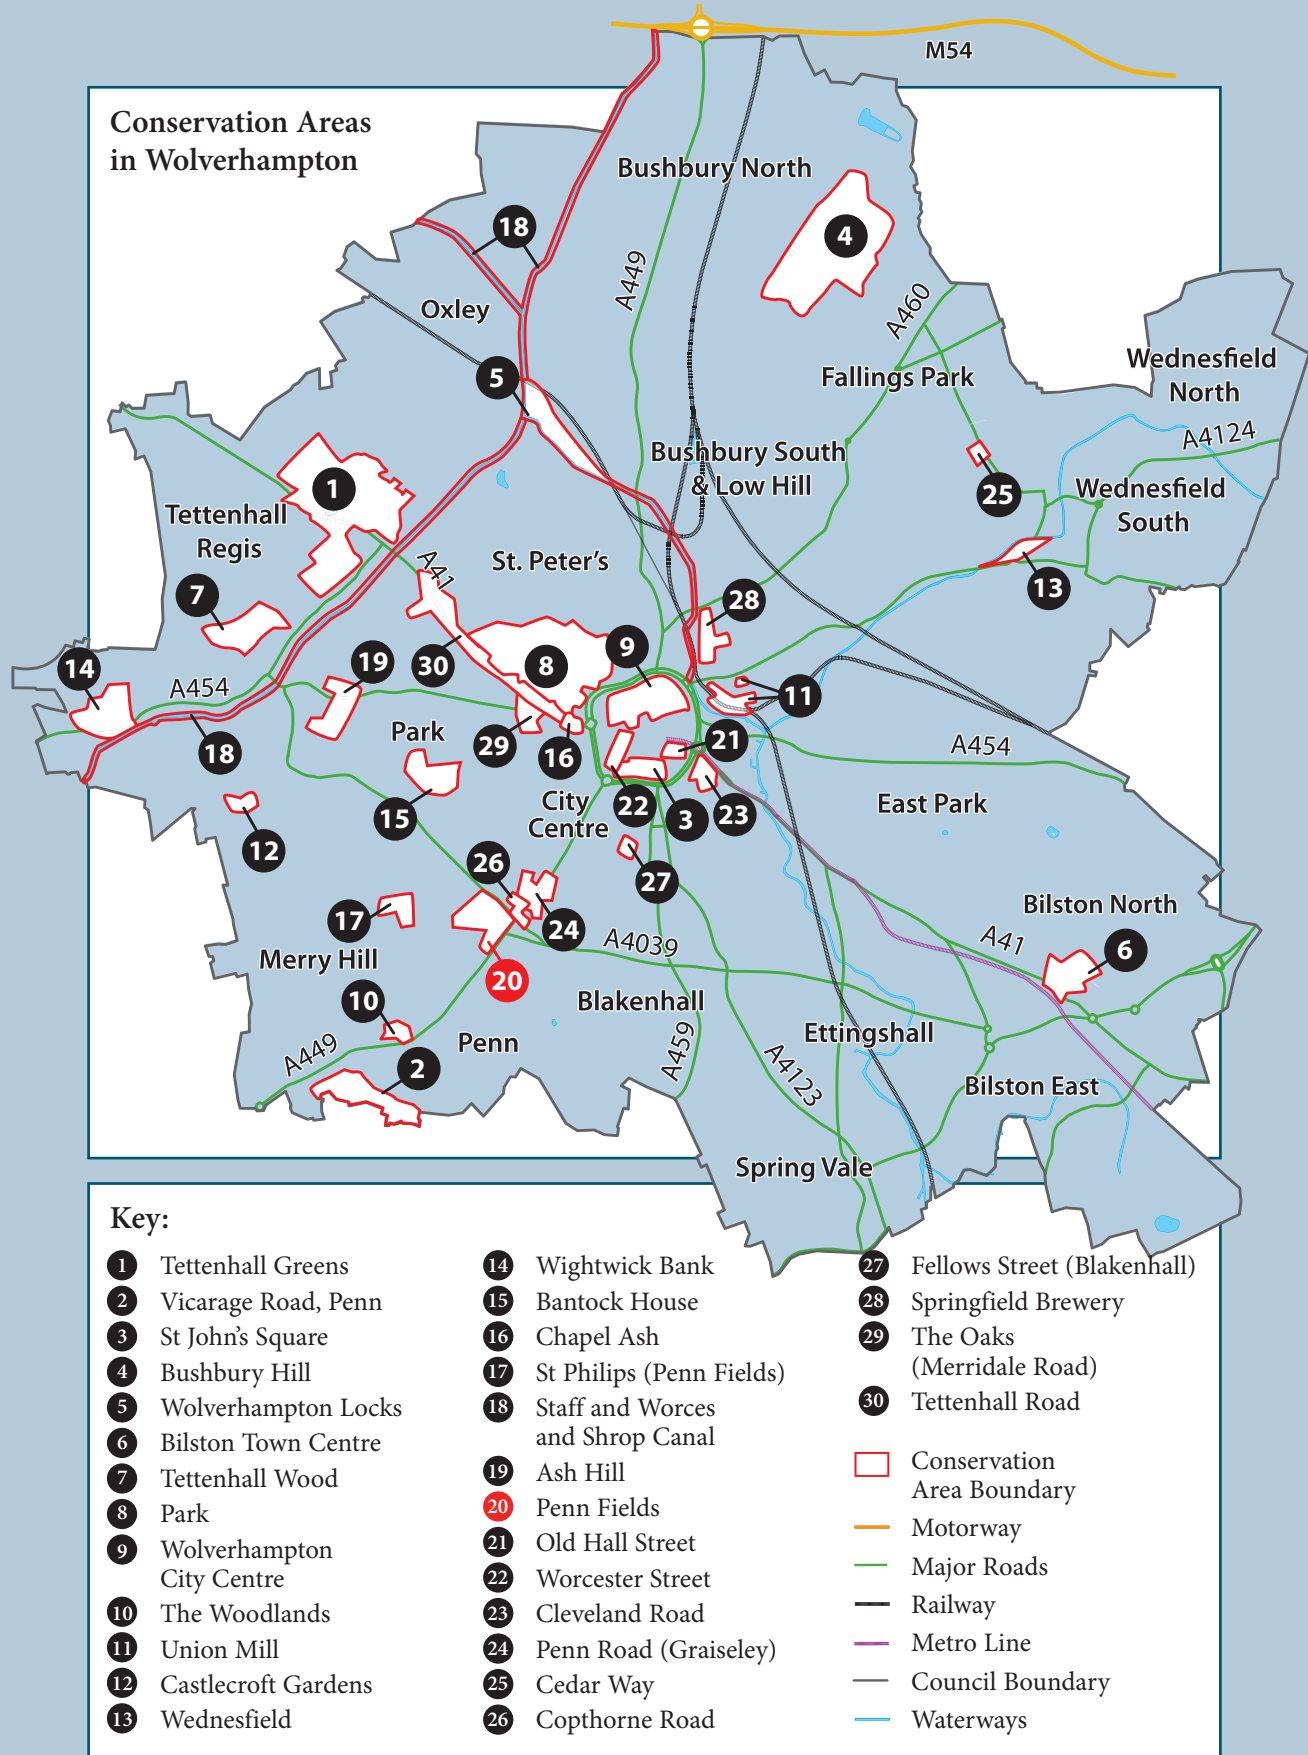 M54
Conservation Areas
in Wolverhampton
Bushbury North
4
18
A449
Oxley
A460
Wednesfield
North
Fallings Park
5
A4124
Bushbury South
& Low Hill
1
25
Wednesfield
South
Tettenhall
Regis
A41
St. Peter's
7
13
28
14
19
30
8
9
A454
11
18
Park
29
16
21
A454
15
City
Centre
22
3
23
East Park
12
26
27
Bilston North
17
24
A4039
A41
6
Merry Hill
20
10
Blakenhall
Ettingshall
A449
Penn
2
A459
A4123
Bilston East
Spring Vale
Key:
1 Tettenhall Greens
2 Vicarage Road, Penn
3 St John's Square
4 Bushbury Hill
5 Wolverhampton Locks
6 Bilston Town Centre
7 Tettenhall Wood
8 Park
9 Wolverhampton
City Centre
10 The Woodlands
11 Union Mill
12 Castlecroft Gardens
13 Wednesfield
14 Wightwick Bank
15 Bantock House
16 Chapel Ash
17 St Philips (Penn Fields)
18 Staff and Worces
and Shrop Canal
19 Ash Hill
20 Penn Fields
21 Old Hall Street
22 Worcester Street
23 Cleveland Road
24 Penn Road (Graiseley)
25 Cedar Way
26 Copthorne Road
27 Fellows Street (Blakenhall)
28 Springfield Brewery
29 The Oaks
(Merridale Road)
30 Tettenhall Road
Conservation
Area Boundary
Motorway
Major Roads
Railway
Metro Line
Council Boundary
Waterways